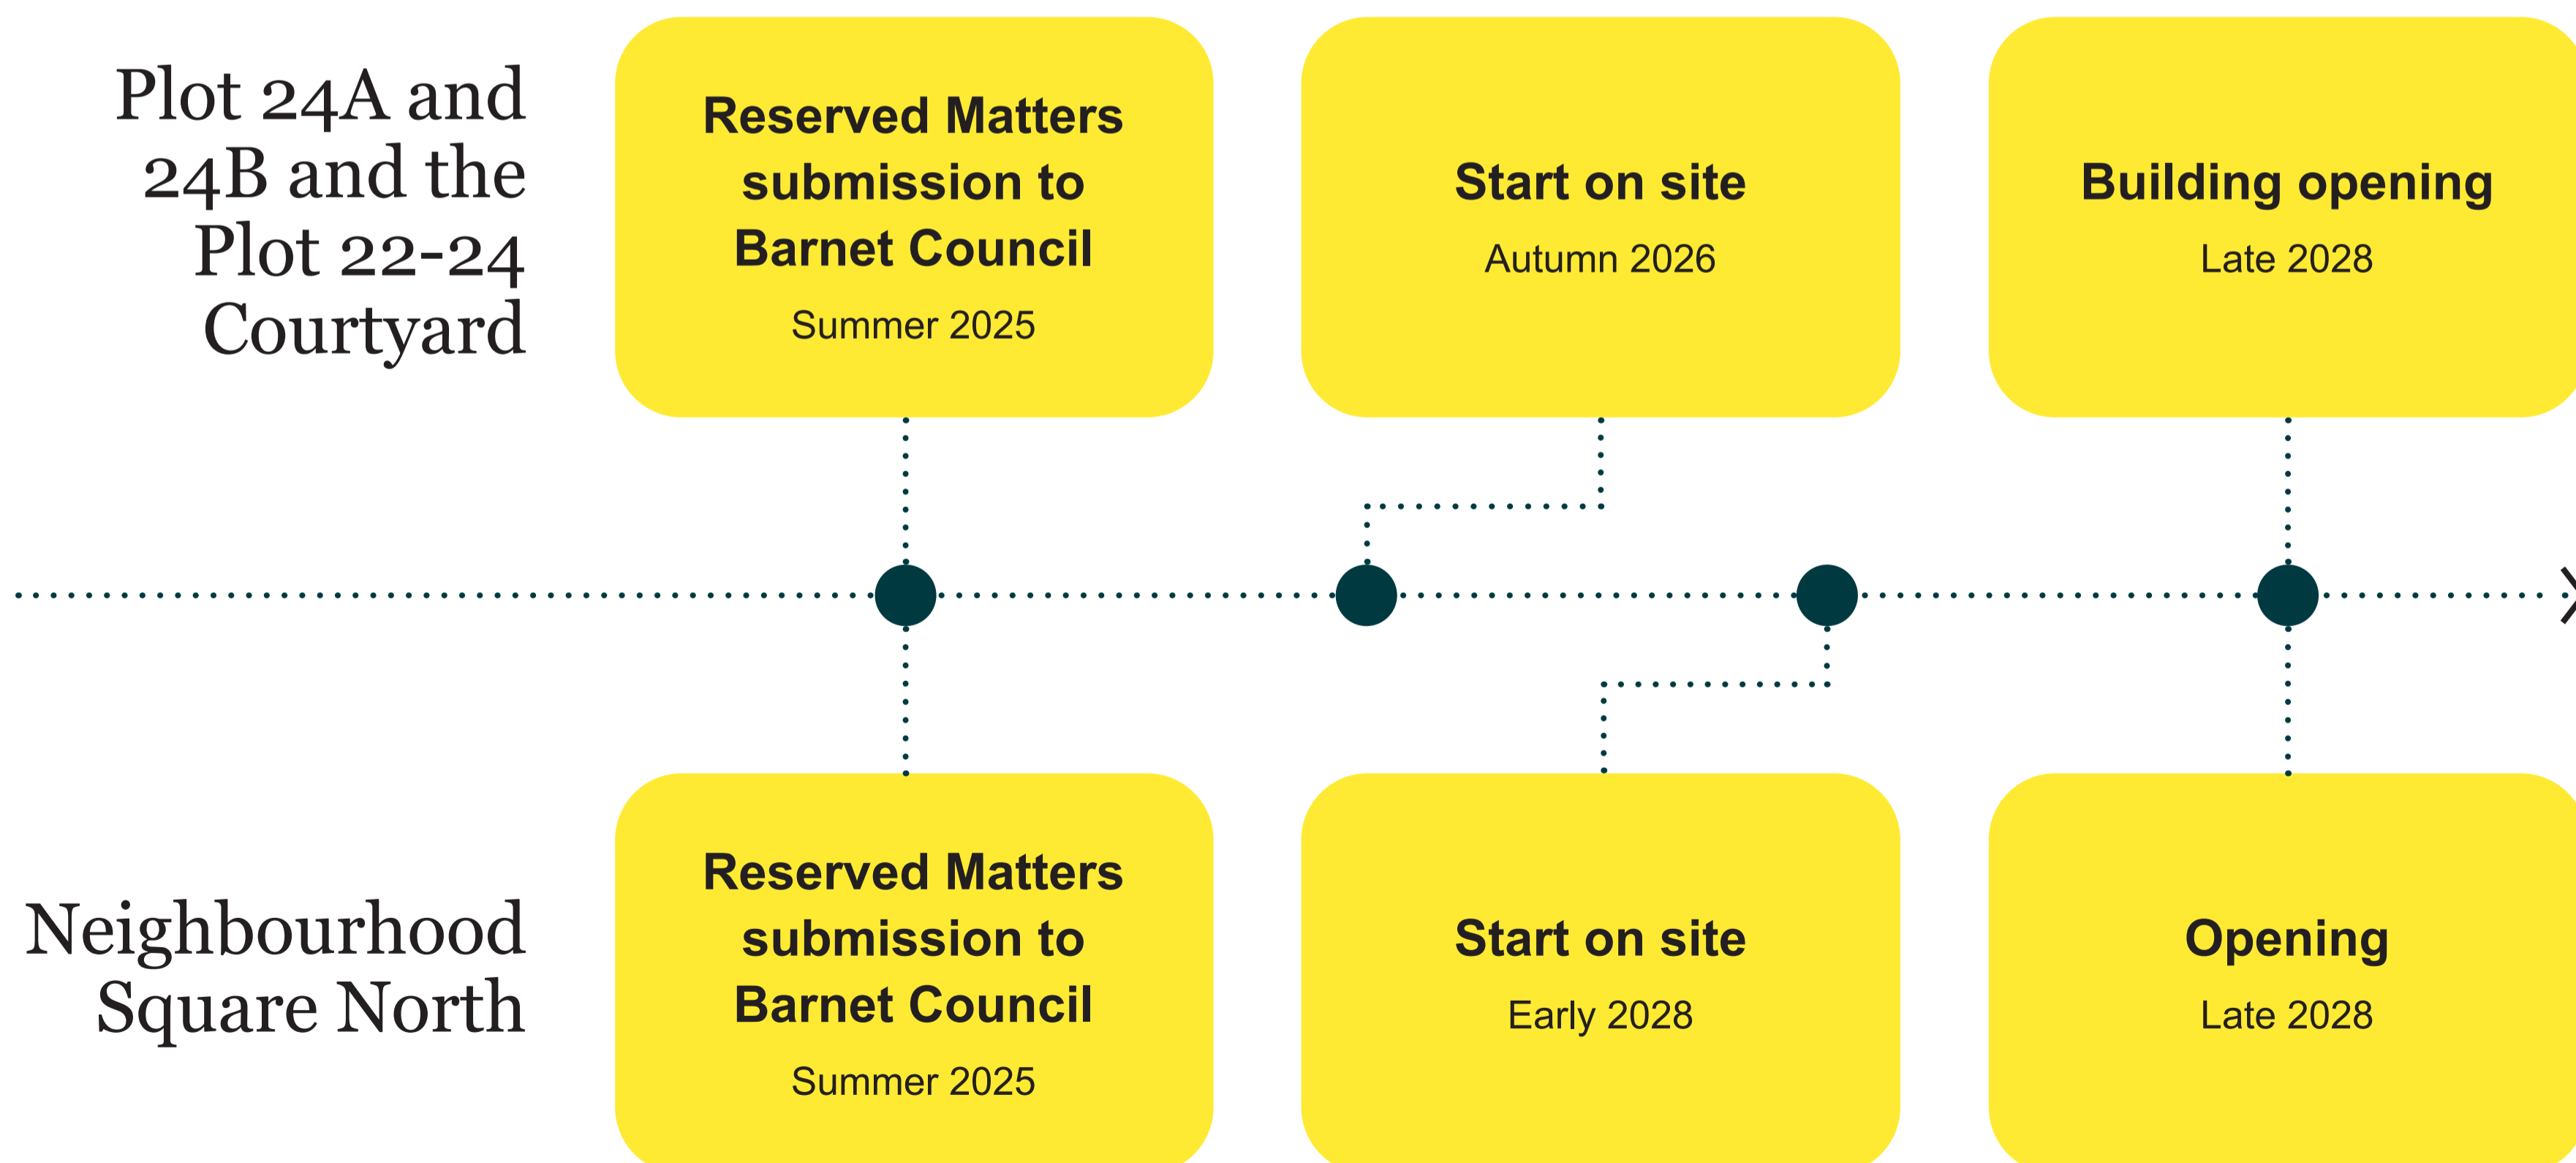 Plot 24A and
24B and the
Plot 22-24
Courtyard
Reserved Matters
submission to
Barnet Council
Summer 2025
Start on site
Autumn 2026
Building opening
Late 2028
Neighbourhood
Square North
Reserved Matters
submission to
Barnet Council
Summer 2025
Start on site
Early 2028
Opening
Late 2028